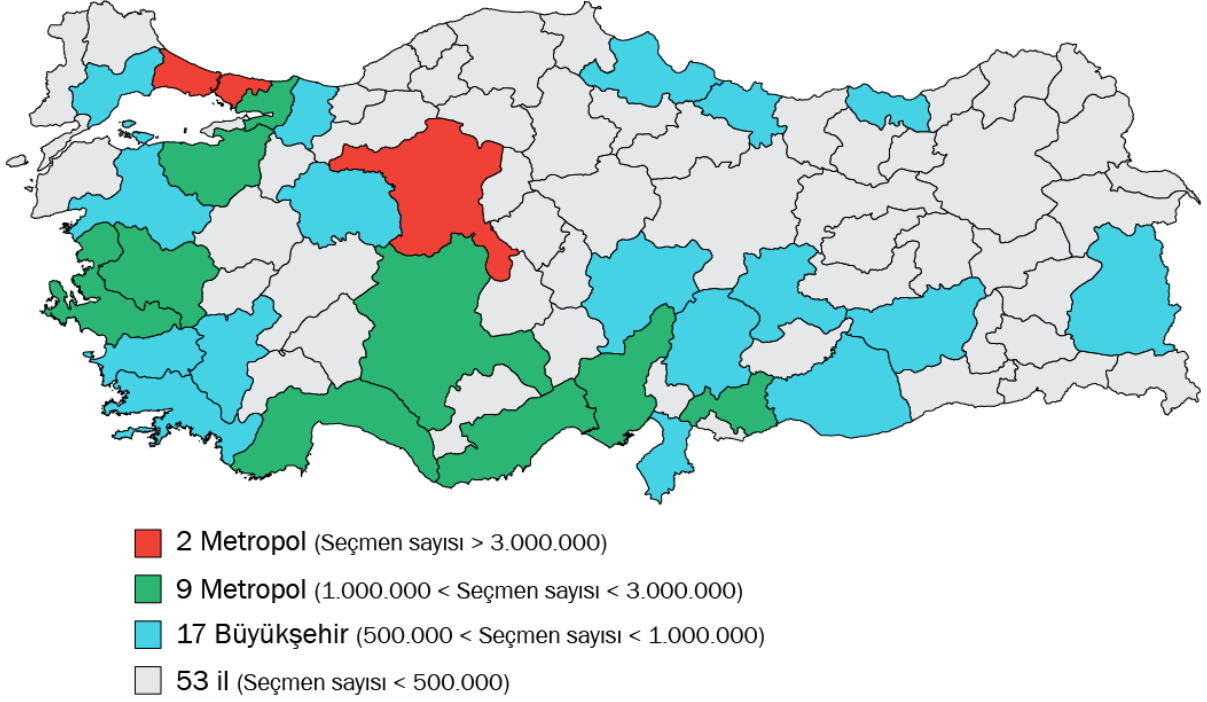 2 Metropol (Seçmen sayısı > 3.000.000)
9 Metropol (1.000.000 < Seçmen sayısı < 3.000.000)
17 Büyükşehir (500.000 < Seçmen sayısı < 1.000.000)
53 il (Seçmen sayısı < 500.000)